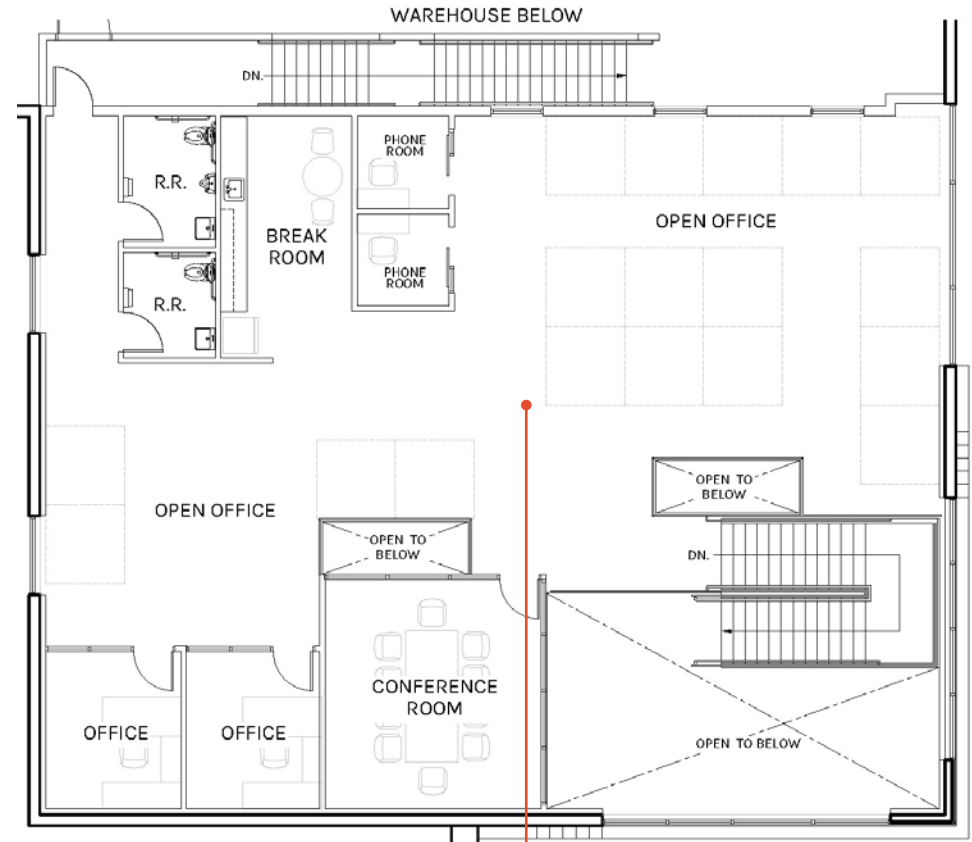 WAREHOUSE BELOW
DN.
PHONE
ROOM
R.R.
OPEN OFFICE
BREAK
ROOM
PHONE
ROOM
R.R.
OPEN TO
BELOW
OPEN OFFICE
OPEN TO
BELOW
DN.
CONFERENCE
ROOM
OFFICE
OFFICE
OPEN TO BELOW